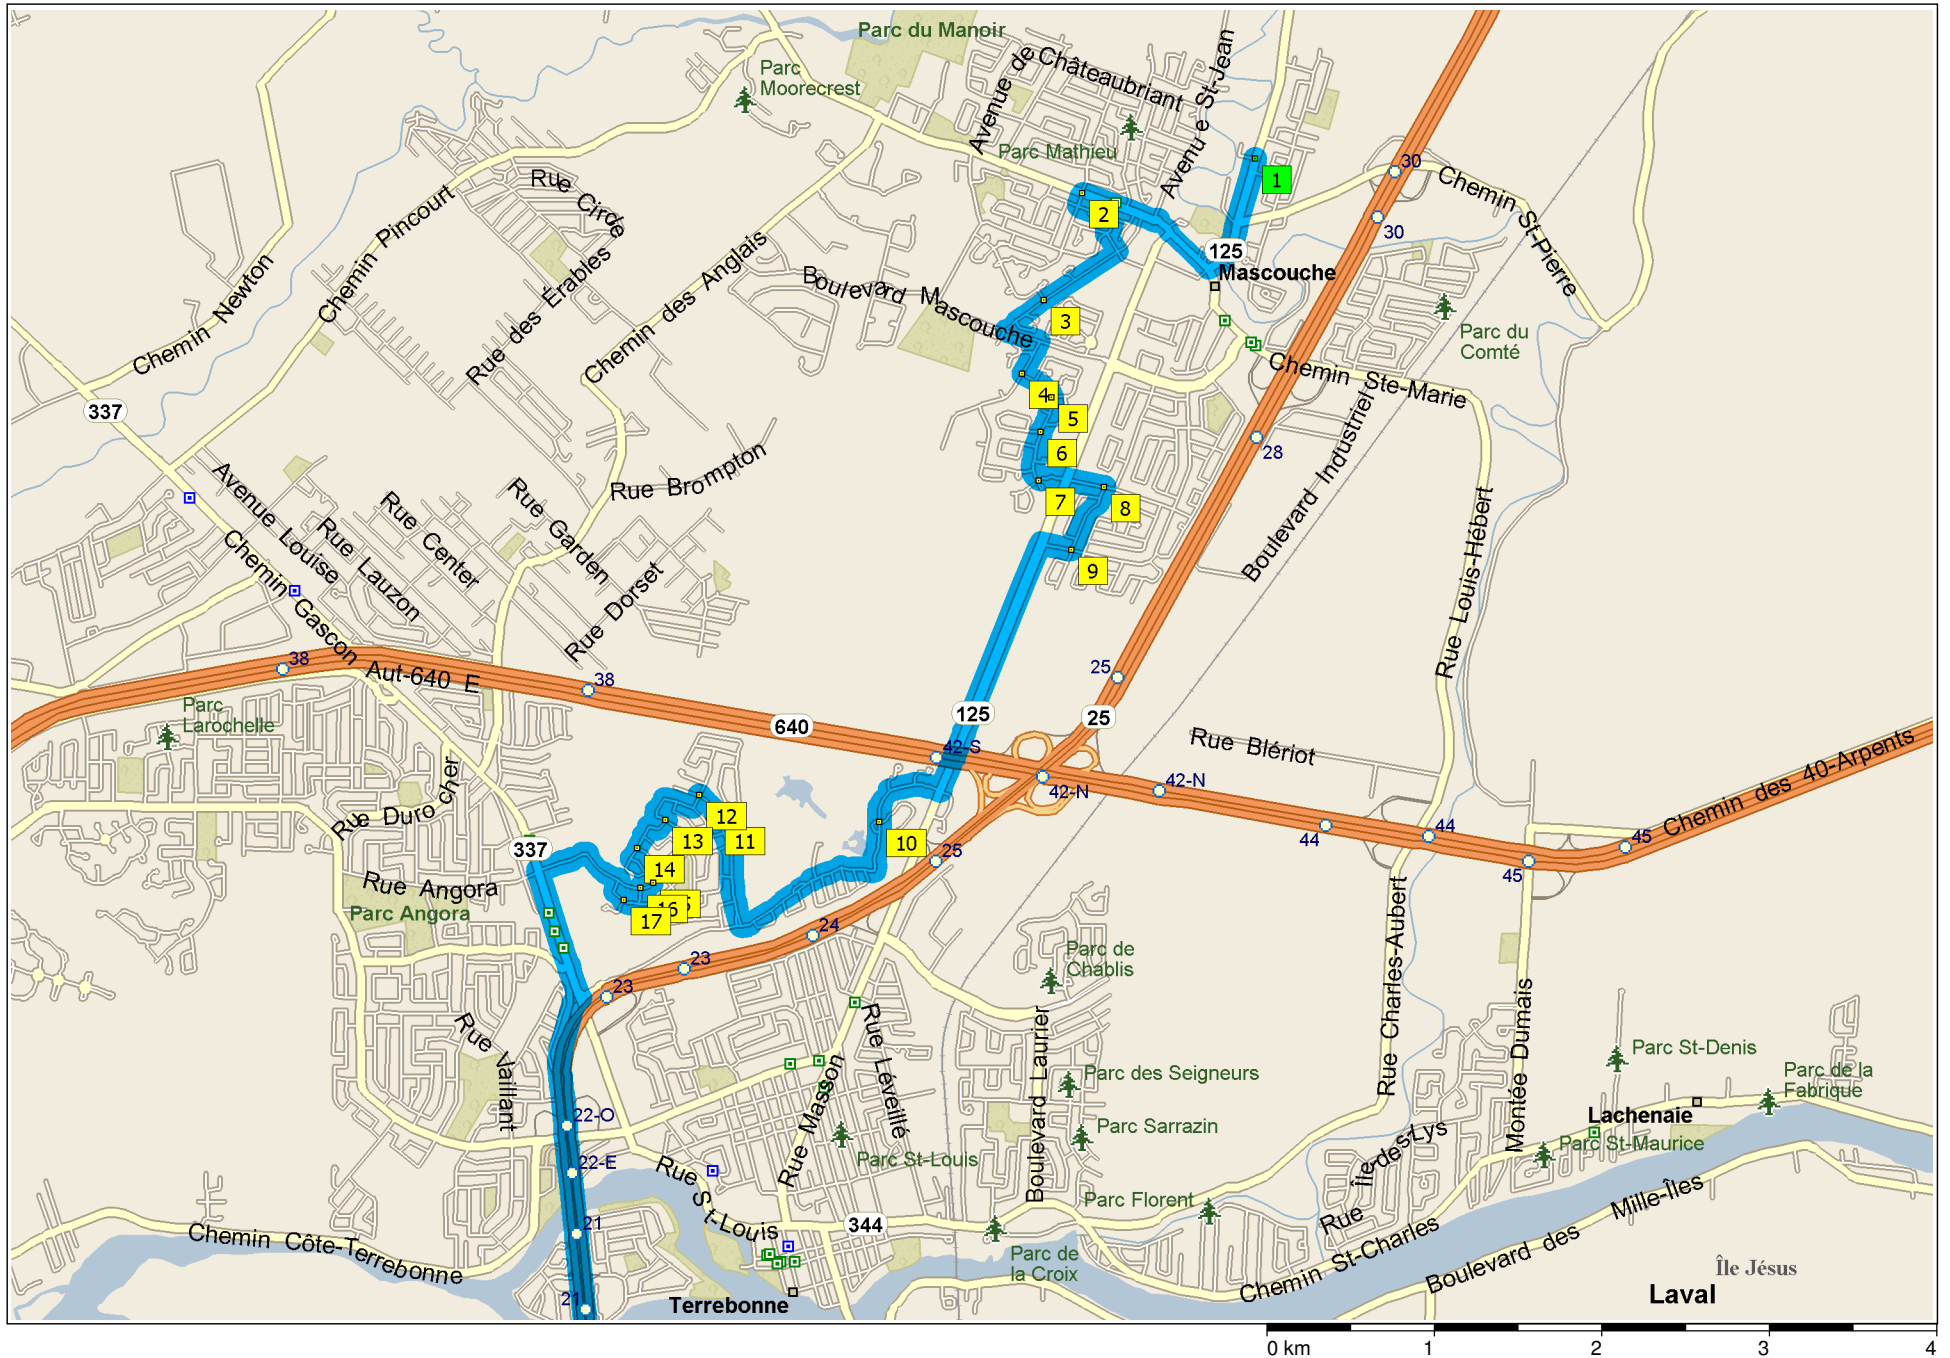 Parc du Manoir
Parc
Moorecrest
Avenue de
Châteaubriant
Avenue St-Jean
Parc Mathieu
1
30
Chemin St-Pierre
30
2
125
Mascouche
Rue Circé
Chemin Pincourt
Rue des Érables
Chemin des Anglais
Chemin Newton
Boulevard Mascouche
3
Parc du
Comté
Chemin Ste-Marie
337
4
5
6
7
8
9
28
Boulevard Industriel
Rue Louis-Hébert
Rue Brompton
Avenue Louise
Rue Lauzon
Rue Center
Rue Garden
Rue Dorset
Chemin Gascon
38
Aut-640 E
38
Parc
Larochelle
640
125
25
25
42-S
42-N
42-N
Rue Blériot
Chemin des 40-Arpents
44
44
45
45
Rue Durocher
337
12
13
11
14
16
17
10
25
Rue Angora
Parc Angora
24
23
23
Parc de
Chablis
Rue Vaillant
Rue Masson
Rue Léveillé
Boulevard Laurier
Rue Charles-Aubert
Montée Dumais
Parc des Seigneurs
Parc Sarrazin
Parc St-Denis
Parc de la
Fabrique
Lachenaie
Parc St-Maurice
22-O
22-E
21
21
Parc St-Louis
Rue St-Louis
Parc Florent
344
Rue Île-des-Lys
Parc de
la Croix
Chemin Côte-Terrebonne
Terrebonne
Chemin St-Charles
Boulevard des Mille-Îles
Île Jésus
Laval
0 km 1 2 3 4